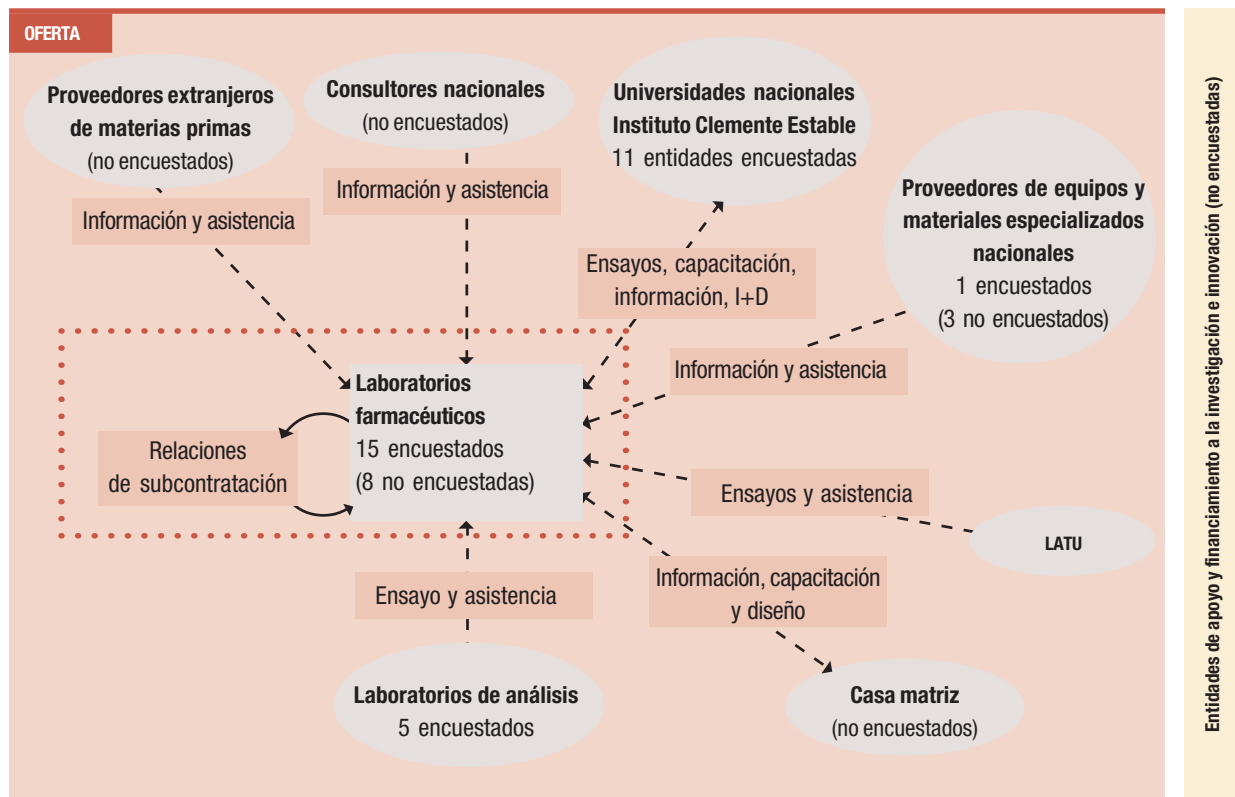 OFERTA
Proveedores extranjeros
de materias primas
(no encuestados)
Consultores nacionales
(no encuestados)
Universidades nacionales
Instituto Clemente Estable
11 entidades encuestadas
Proveedores de equipos y
materiales especializados
nacionales
1 encuestados
(3 no encuestados)
Información y asistencia
Información y asistencia
Ensayos, capacitación,
información, I+D
Información y asistencia
Laboratorios
farmacéuticos
15 encuestados
(8 no encuestadas)
Relaciones
de subcontratación
Ensayos y asistencia
LATU
Ensayo y asistencia
Información, capacitación
y diseño
Laboratorios de análisis
5 encuestados
Casa matriz
(no encuestados)
Entidades de apoyo y financiamiento a la investigación e innovación (no encuestadas)